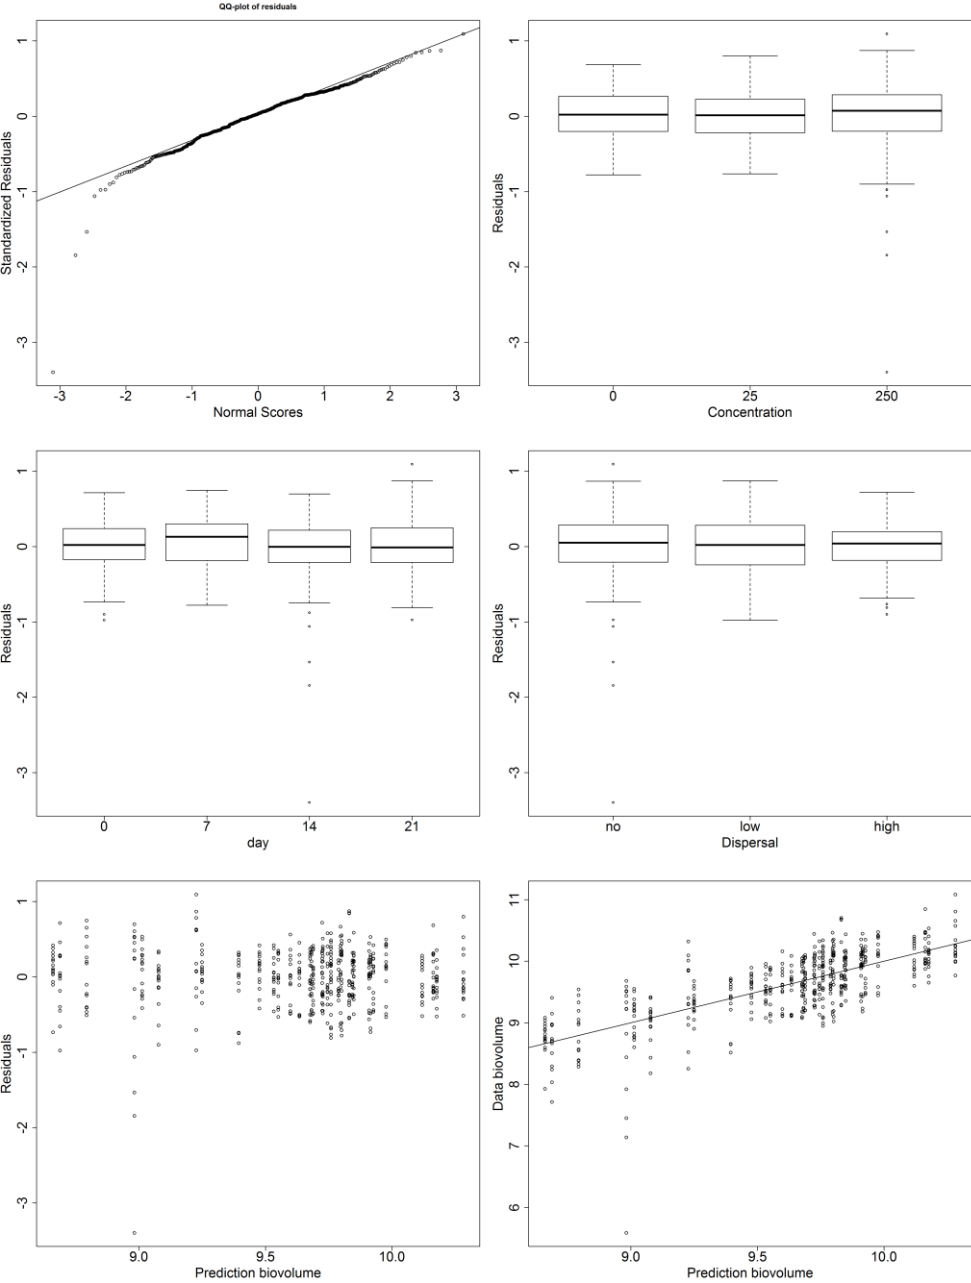 QQ-plot of residuals
Standardized Residuals
1
0
-1
-2
-3
-3 -2 -1 0 1 2 3
Normal Scores
Residuals
1
0
-1
-2
-3
0 25 250
Concentration
Residuals
1
0
-1
-2
-3
0 7 14 21
day
Residuals
1
0
-1
-2
-3
no low high
Dispersal
Residuals
1
0
-1
-2
-3
9.0 9.5 10.0
Prediction biovolume
Data biovolume
11
10
9
8
7
6
9.0 9.5 10.0
Prediction biovolume